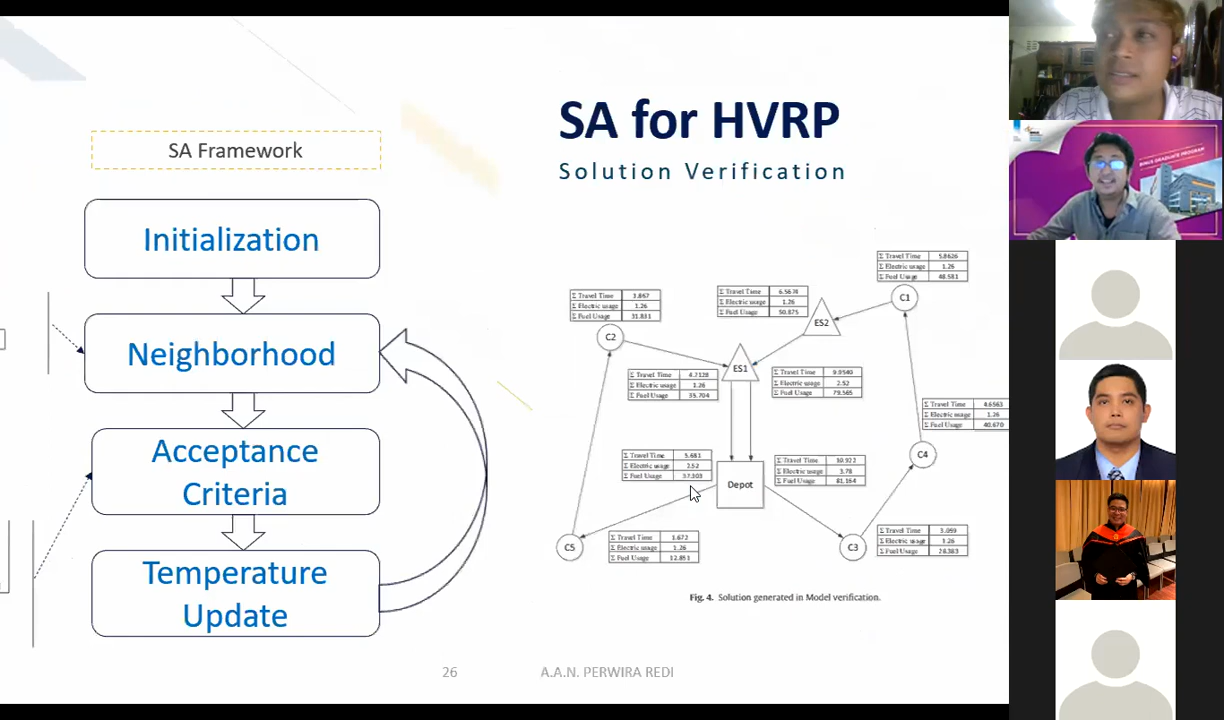 SA Framework
Initialization
Neighborhood
Acceptance
Criteria
Temperature
Update
SA for HVRP
Solution Verification
Σ Travel Time 5.8626
Σ Electric usage 1.26
Σ Fuel Usage 48.581
C1
Σ Travel Time 6.5674
Σ Electric usage 1.26
Σ Fuel Usage 50.875
ES2
Σ Travel Time 3.867
Σ Electric usage 1.26
Σ Fuel Usage 31.831
C2
ES1
Σ Travel Time 4.7128
Σ Electric usage 1.26
Σ Fuel Usage 35.704
Σ Travel Time 9.9540
Σ Electric usage 2.52
Σ Fuel Usage 79.565
Σ Travel Time 4.6563
Σ Electric usage 1.26
Σ Fuel Usage 40.670
C4
Σ Travel Time 5.681
Σ Electric usage 2.52
Σ Fuel Usage 37.303
Depot
Σ Travel Time 10.922
Σ Electric usage 3.78
Σ Fuel Usage 81.164
C5
Σ Travel Time 1.672
Σ Electric usage 1.26
Σ Fuel Usage 12.851
C3
Σ Travel Time 3.059
Σ Electric usage 1.26
Σ Fuel Usage 26.383
Fig. 4. Solution generated in Model verification.
26
A.A.N. PERWIRA REDI
BINUS GRADUATE PROGRAM